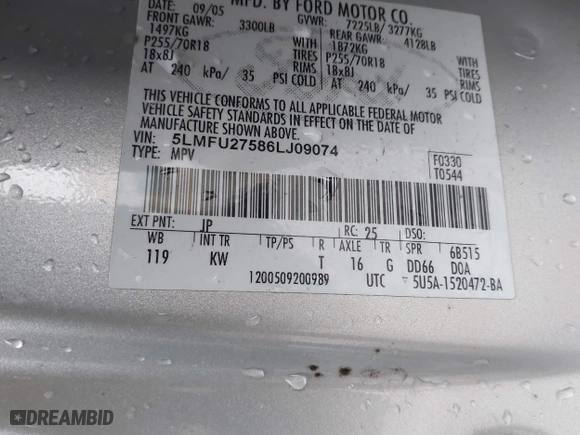 MFD. BY FORD MOTOR CO.
DATE: 09/05 GVWR: 7225LB/ 3277KG
FRONT GAWR: 3300LB REAR GAWR: 4128LB
1497KG 1872KG
P255/70R18 TIRES P255/70R18 TIRES
18x8J RIMS 18x8J RIMS
AT 240 kPa/ 35 PSI COLD AT 240 kPa/ 35 PSI COLD
THIS VEHICLE CONFORMS TO ALL APPLICABLE FEDERAL MOTOR
VEHICLE SAFETY STANDARDS IN EFFECT ON THE DATE OF
MANUFACTURE SHOWN ABOVE.
VIN: 5LMFU27586LJ09074
TYPE: MPV
F0330
T0544
EXT PNT: JP RC: 25 DSO:
WB INT TR TP/PS R AXLE TR SPR 6B515
119 KW T 16 G DD66 DOA
120050920G989 UTC 5U5A-1520472-BA
DREAMBID